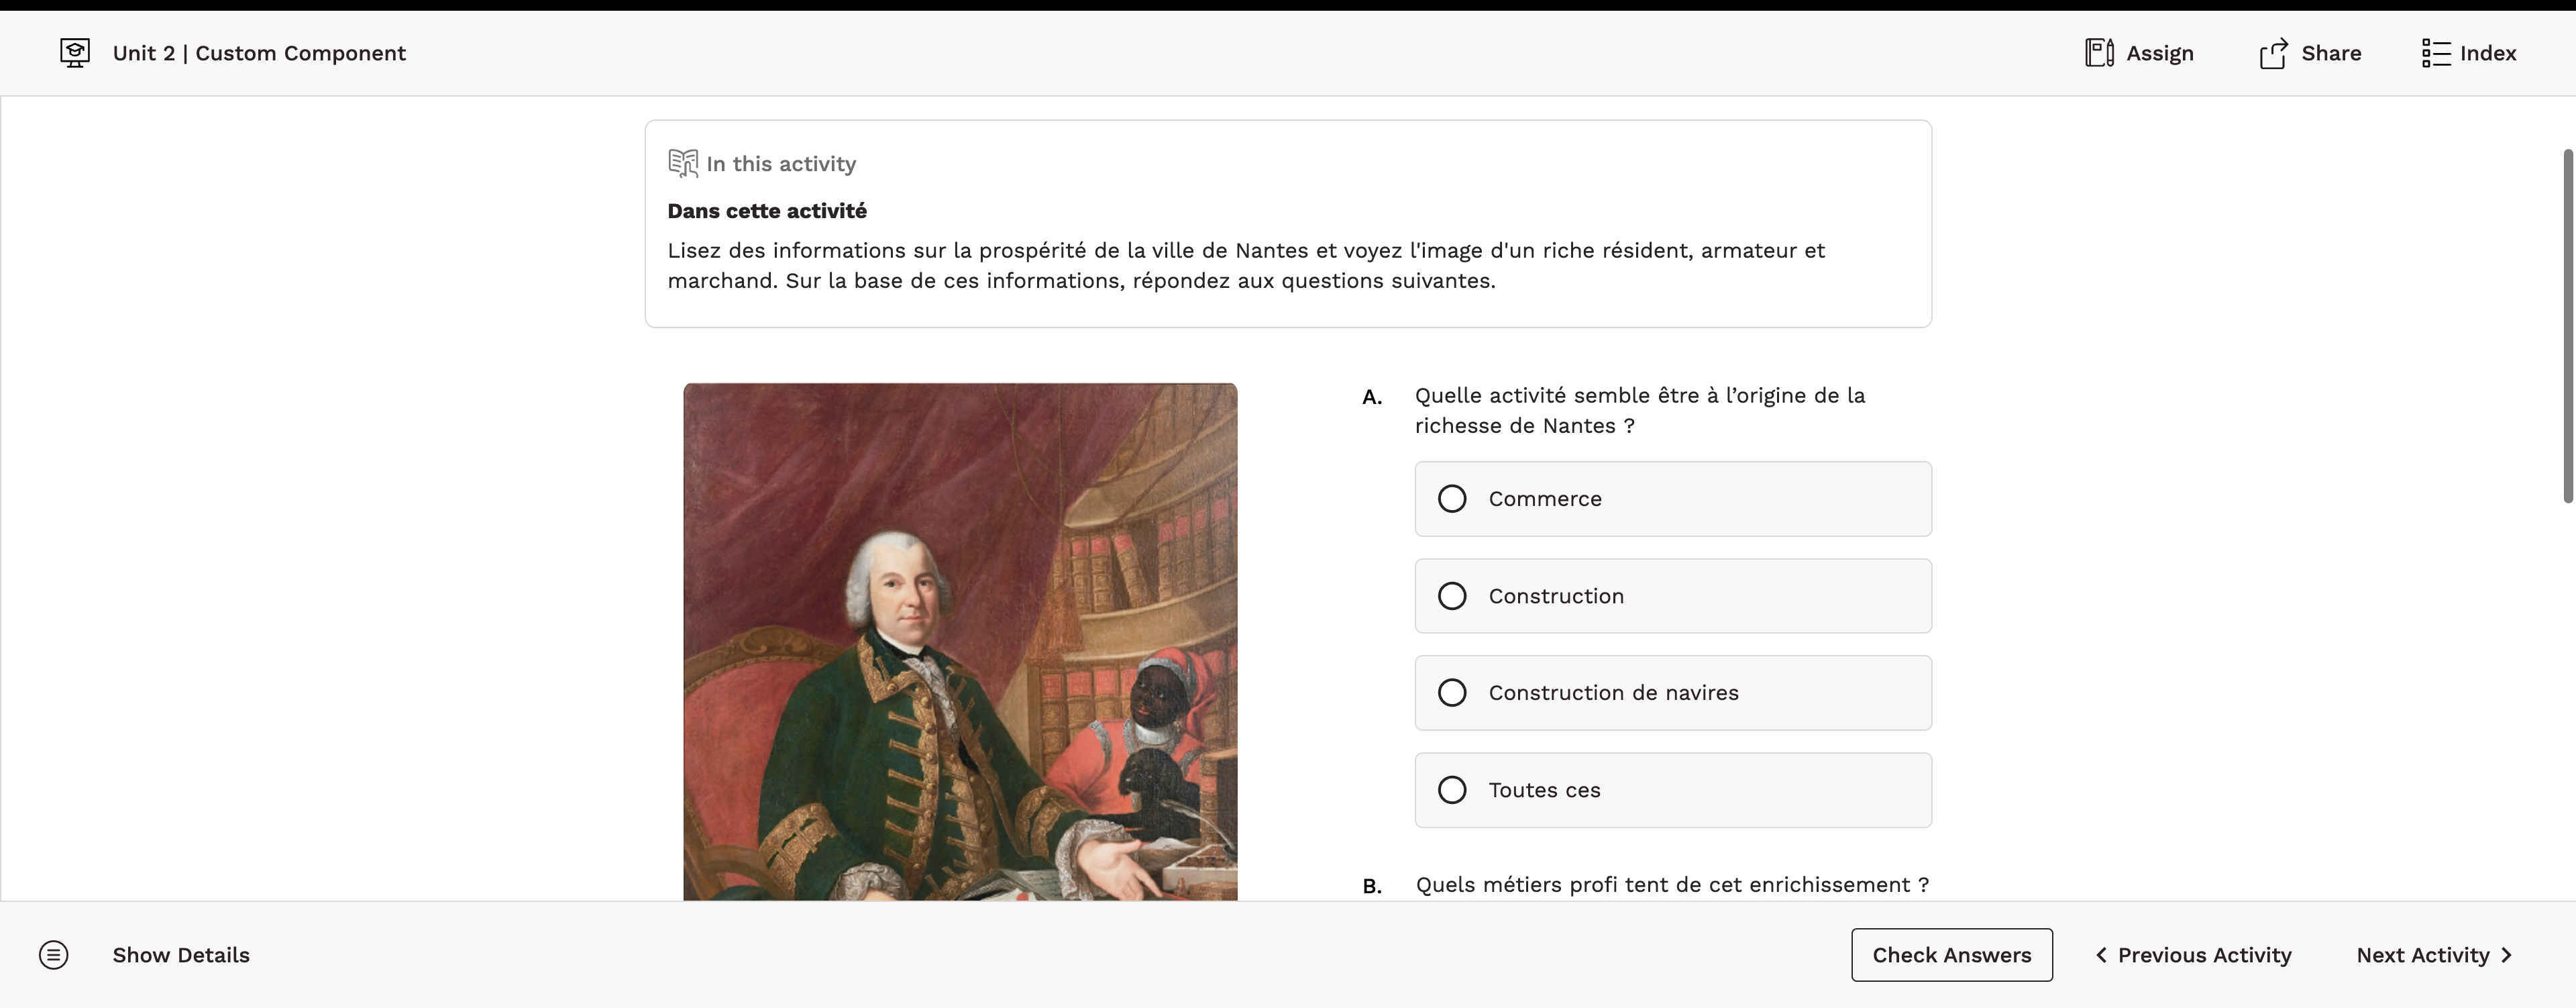 Unit 2 | Custom Component
Assign
Share
Index
In this activity
Dans cette activité
Lisez des informations sur la prospérité de la ville de Nantes et voyez l'image d'un riche résident, armateur et
marchand. Sur la base de ces informations, répondez aux questions suivantes.
A. Quelle activité semble être à l’origine de la
richesse de Nantes ?
Commerce
Construction
Construction de navires
Toutes ces
B. Quels métiers profi tent de cet enrichissement ?
Show Details
Check Answers
Previous Activity
Next Activity